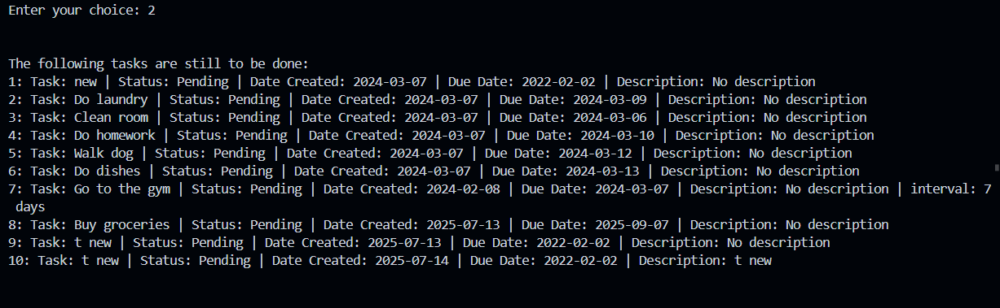 Enter your choice: 2
The following tasks are still to be done:
1: Task: new | Status: Pending | Date Created: 2024-03-07 | Due Date: 2022-02-02 | Description: No description
2: Task: Do laundry | Status: Pending | Date Created: 2024-03-07 | Due Date: 2024-03-09 | Description: No description
3: Task: Clean room | Status: Pending | Date Created: 2024-03-07 | Due Date: 2024-03-06 | Description: No description
4: Task: Do homework | Status: Pending | Date Created: 2024-03-07 | Due Date: 2024-03-10 | Description: No description
5: Task: Walk dog | Status: Pending | Date Created: 2024-03-07 | Due Date: 2024-03-12 | Description: No description
6: Task: Do dishes | Status: Pending | Date Created: 2024-03-07 | Due Date: 2024-03-13 | Description: No description
7: Task: Go to the gym | Status: Pending | Date Created: 2024-02-08 | Due Date: 2024-03-07 | Description: No description | interval: 7
days
8: Task: Buy groceries | Status: Pending | Date Created: 2025-07-13 | Due Date: 2025-09-07 | Description: No description
9: Task: t new | Status: Pending | Date Created: 2025-07-13 | Due Date: 2022-02-02 | Description: No description
10: Task: t new | Status: Pending | Date Created: 2025-07-14 | Due Date: 2022-02-02 | Description: t new